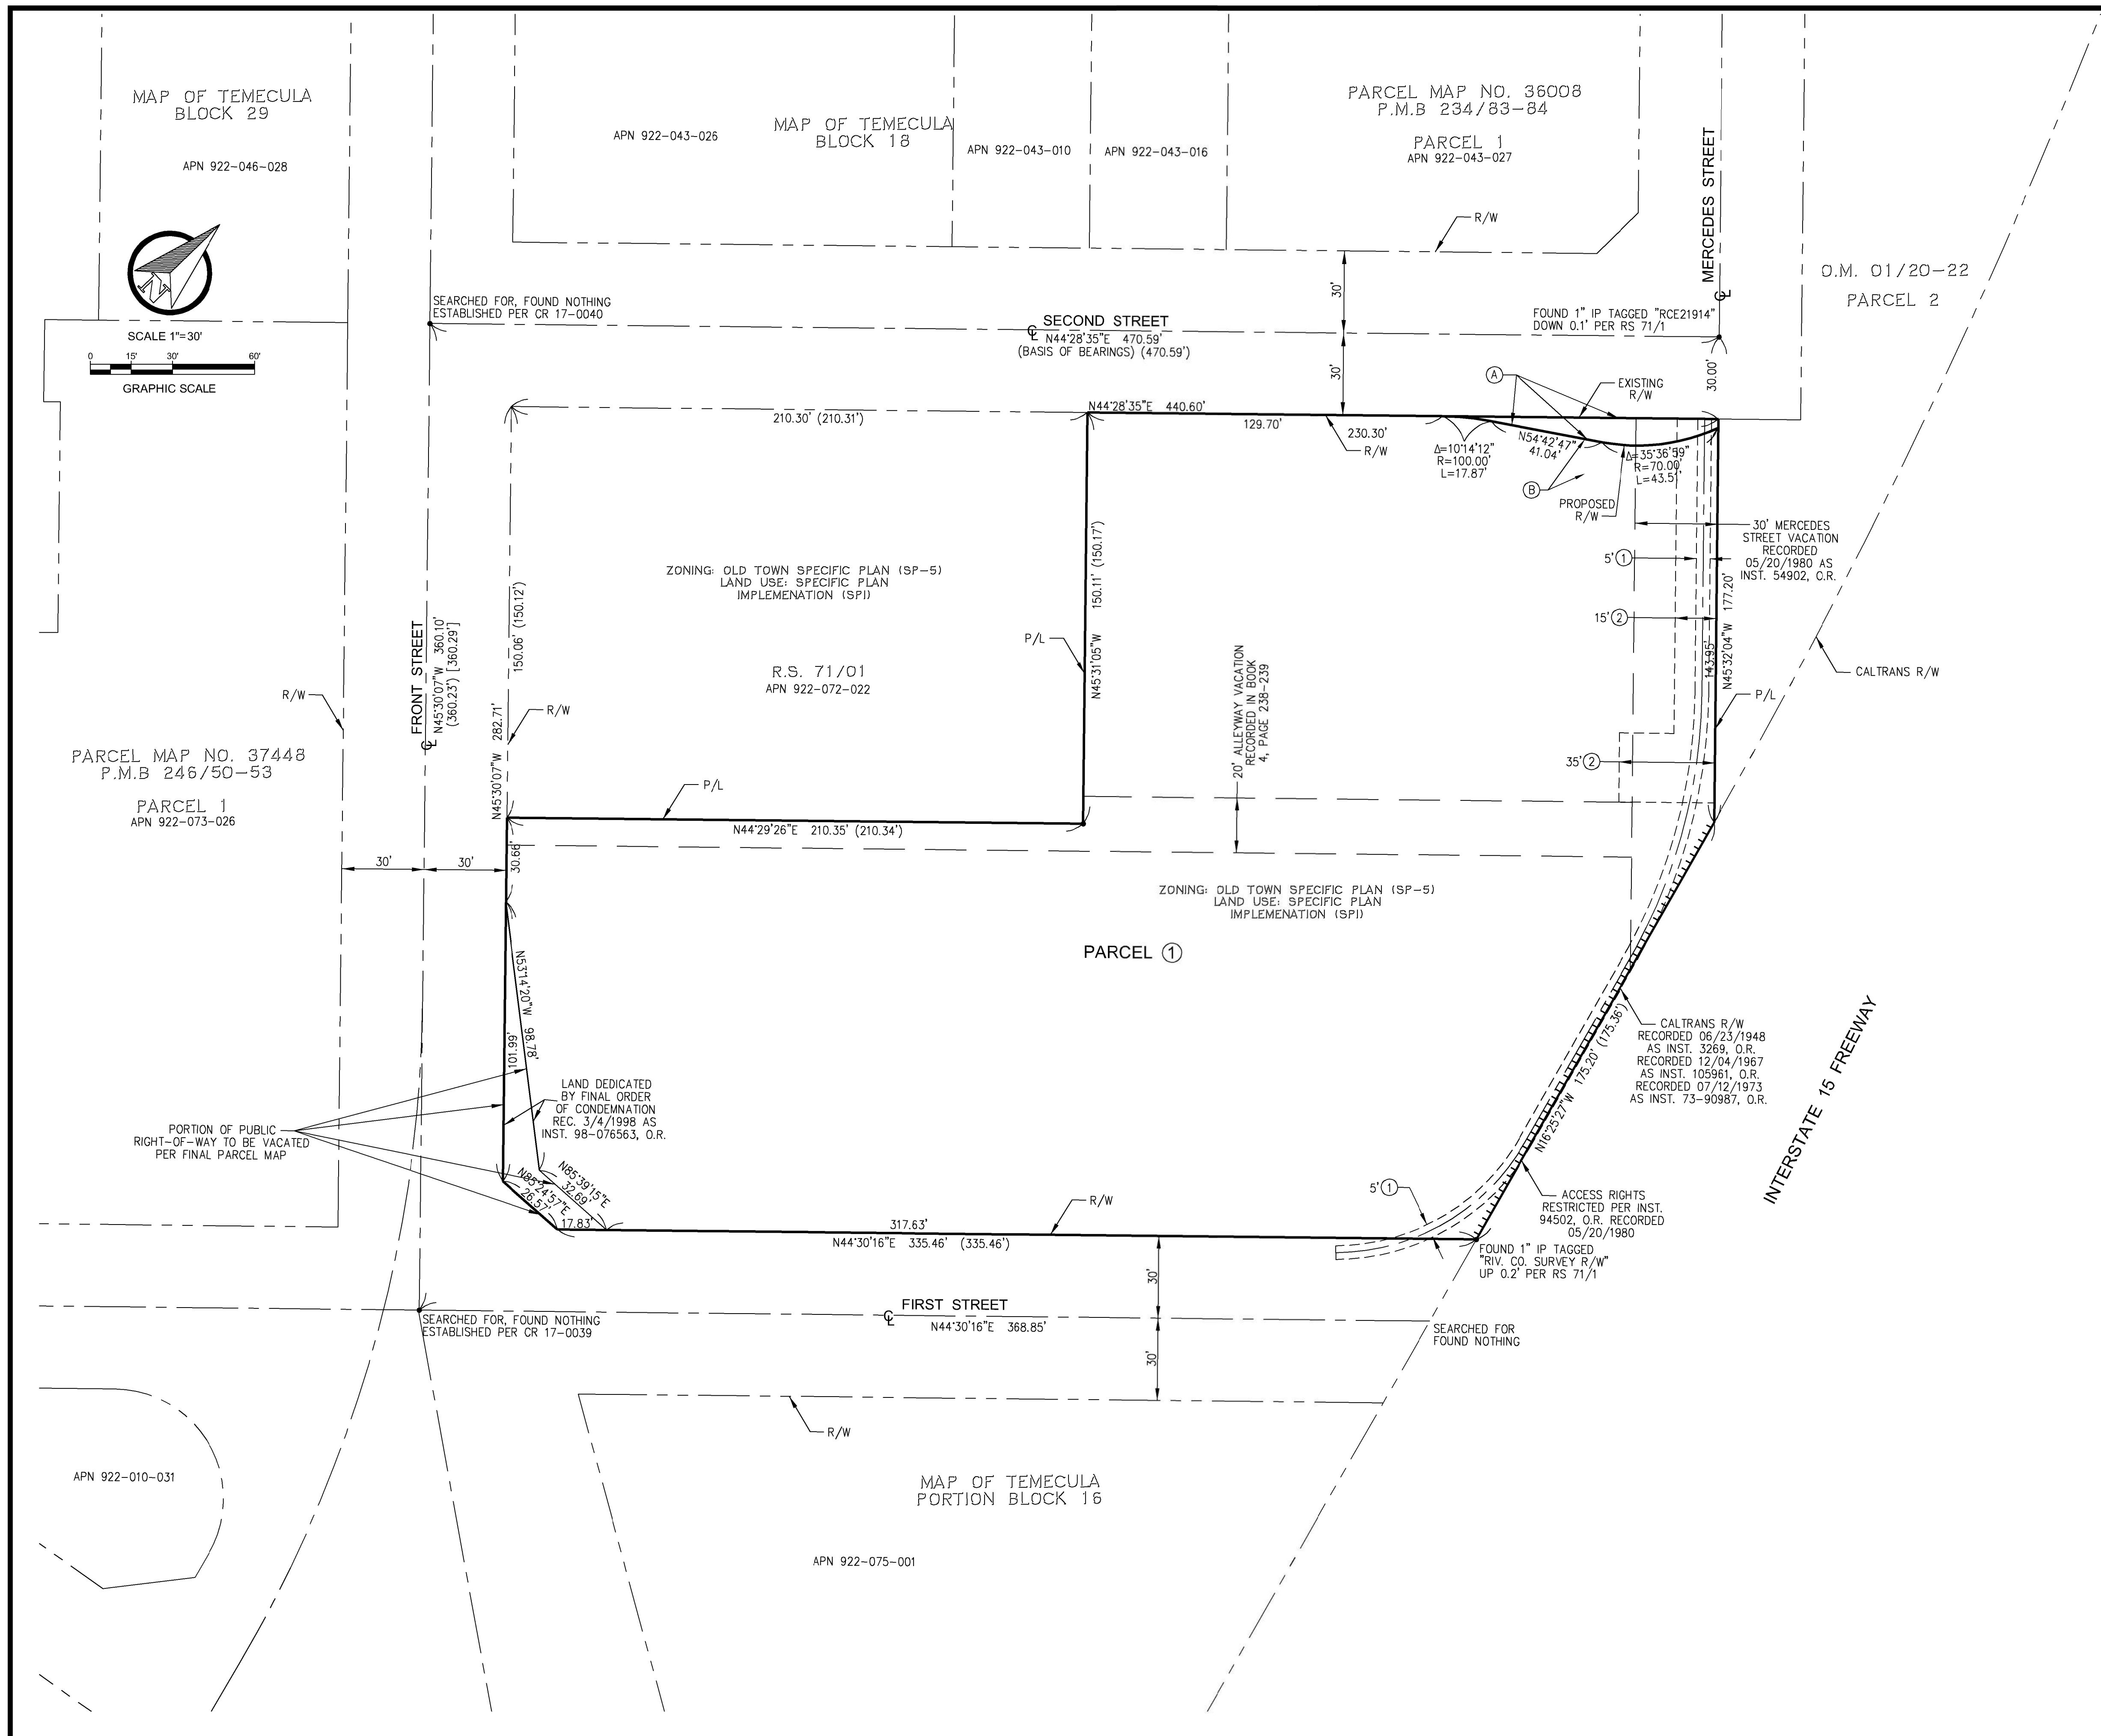 MAP OF TEMECULA
BLOCK 29
APN 922-046-028
APN 922-043-026
MAP OF TEMECULA
BLOCK 18
APN 922-043-010
APN 922-043-016
PARCEL MAP NO. 36008
P.M.B 234/83-84
PARCEL 1
APN 922-043-027
R/W
MERCEDES STREET
℄
O.M. 01/20-22
PARCEL 2
N
SCALE 1"=30'
0 15' 30' 60'
GRAPHIC SCALE
SEARCHED FOR, FOUND NOTHING
ESTABLISHED PER CR 17-0040
30'
℄ SECOND STREET
N44°28'35"E 470.59'
(BASIS OF BEARINGS) (470.59')
30'
FOUND 1" IP TAGGED "RCE21914"
DOWN 0.1' PER RS 71/1
30.00'
210.30' (210.31')
N44°28'35"E 440.60'
129.70'
230.30'
R/W
A
EXISTING
R/W
Δ=10°14'12"
R=100.00'
L=17.87'
N54°42'47"
41.04'
Δ=35°36'59"
R=70.00'
L=43.51'
B
PROPOSED
R/W
30' MERCEDES
STREET VACATION
RECORDED
05/20/1980 AS
INST. 54902, O.R.
5' 1
15' 2
35' 2
143.95'
N45°32'04"W 177.20'
P/L
CALTRANS R/W
ZONING: OLD TOWN SPECIFIC PLAN (SP-5)
LAND USE: SPECIFIC PLAN
IMPLEMENATION (SPI)
R.S. 71/01
APN 922-072-022
P/L
N45°31'05"W 150.11' (150.17')
20' ALLEYWAY VACATION
RECORDED IN BOOK
4, PAGE 238-239
FRONT STREET
℄
N45°30'07"W 360.10'
(360.23') [360.29']
150.06' (150.12')
N45°30'07"W 282.71'
R/W
R/W
PARCEL MAP NO. 37448
P.M.B 246/50-53
PARCEL 1
APN 922-073-026
P/L
N44°29'26"E 210.35' (210.34')
30'
30'
30.66'
ZONING: OLD TOWN SPECIFIC PLAN (SP-5)
LAND USE: SPECIFIC PLAN
IMPLEMENATION (SPI)
PARCEL 1
N53°14'20"W 98.78'
101.99'
LAND DEDICATED
BY FINAL ORDER
OF CONDEMNATION
REC. 3/4/1998 AS
INST. 98-076563, O.R.
PORTION OF PUBLIC
RIGHT-OF-WAY TO BE VACATED
PER FINAL PARCEL MAP
N85°39'15"E
32.69'
N85°24'57"E
26.57'
17.83'
317.63'
N44°30'16"E 335.46' (335.46')
R/W
N16°25'27"W 175.20' (175.36')
CALTRANS R/W
RECORDED 06/23/1948
AS INST. 3269, O.R.
RECORDED 12/04/1967
AS INST. 105961, O.R.
RECORDED 07/12/1973
AS INST. 73-90987, O.R.
INTERSTATE 15 FREEWAY
5' 1
ACCESS RIGHTS
RESTRICTED PER INST.
94502, O.R. RECORDED
05/20/1980
FOUND 1" IP TAGGED
"RIV. CO. SURVEY R/W"
UP 0.2' PER RS 71/1
30'
SEARCHED FOR, FOUND NOTHING
ESTABLISHED PER CR 17-0039
℄ FIRST STREET
N44°30'16"E 368.85'
SEARCHED FOR
FOUND NOTHING
30'
R/W
APN 922-010-031
MAP OF TEMECULA
PORTION BLOCK 16
APN 922-075-001